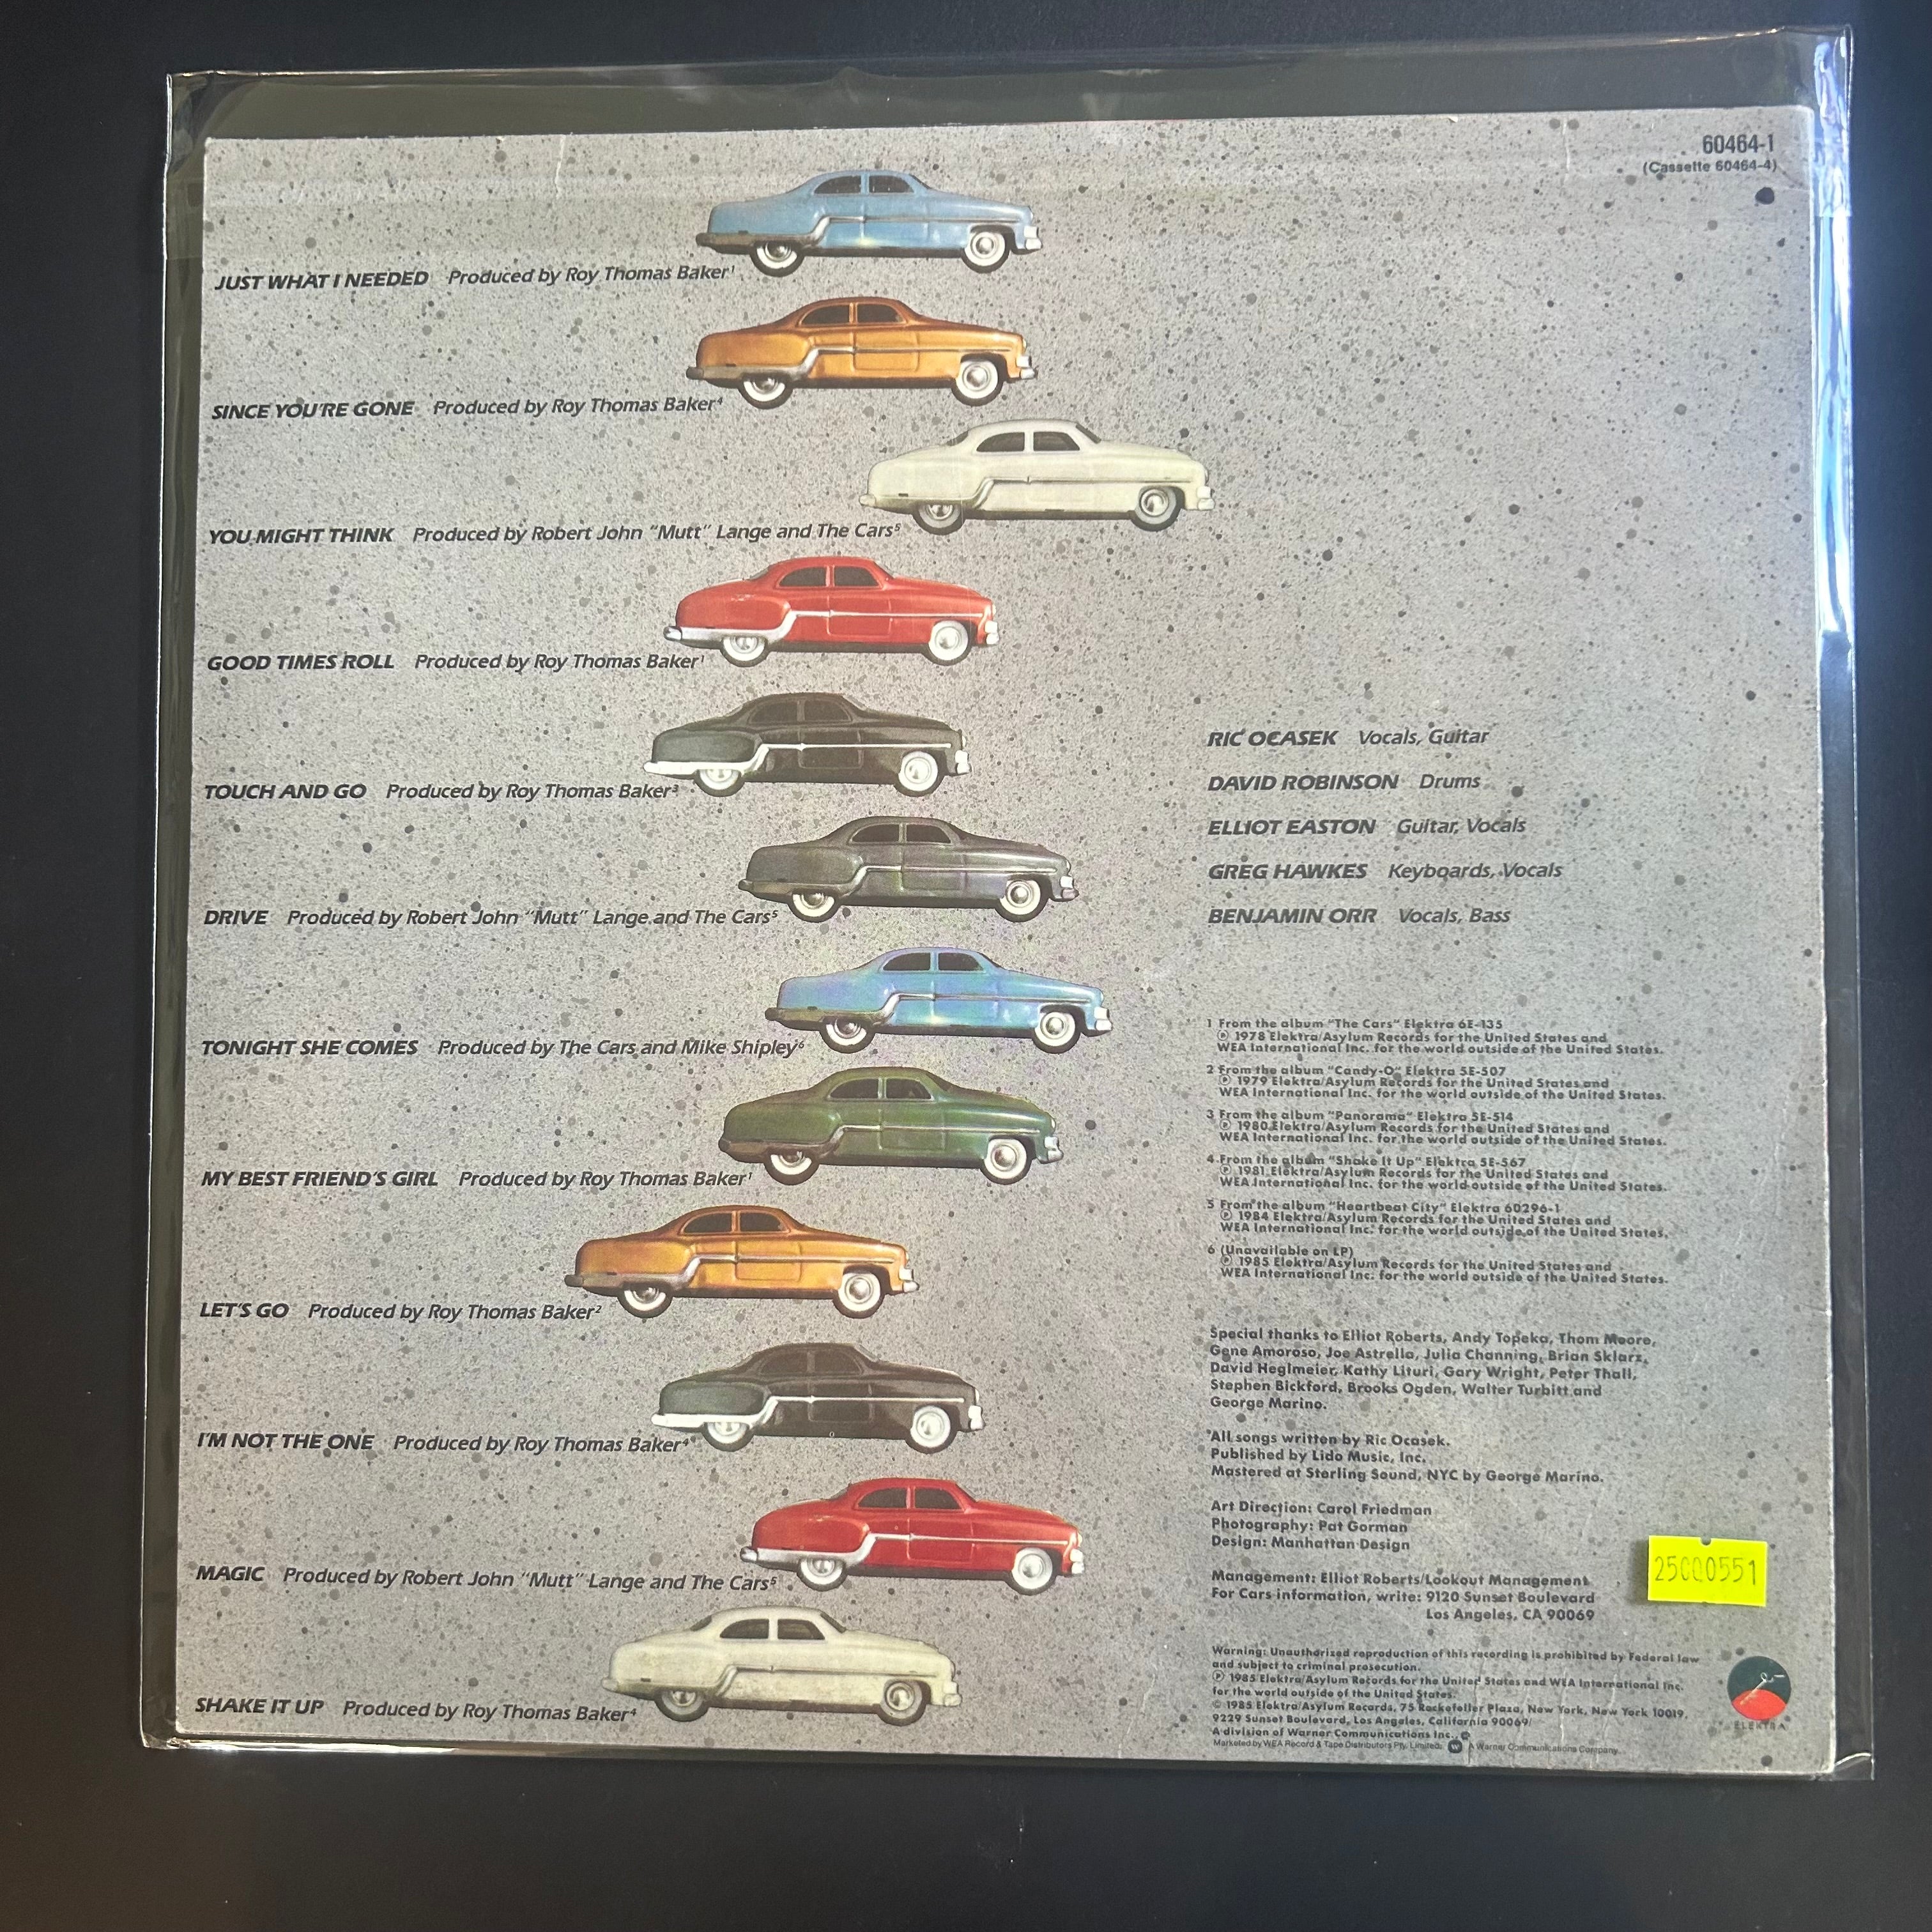 60464-1
(Cassette 60464-4)
JUST WHAT I NEEDED Produced by Roy Thomas Baker¹
SINCE YOU'RE GONE Produced by Roy Thomas Baker⁴
YOU MIGHT THINK Produced by Robert John "Mutt" Lange and The Cars⁵
GOOD TIMES ROLL Produced by Roy Thomas Baker¹
TOUCH AND GO Produced by Roy Thomas Baker³
DRIVE Produced by Robert John "Mutt" Lange and The Cars⁵
TONIGHT SHE COMES Produced by The Cars and Mike Shipley⁶
MY BEST FRIEND'S GIRL Produced by Roy Thomas Baker¹
LET'S GO Produced by Roy Thomas Baker²
I'M NOT THE ONE Produced by Roy Thomas Baker⁴
MAGIC Produced by Robert John "Mutt" Lange and The Cars⁵
SHAKE IT UP Produced by Roy Thomas Baker⁴
RIC OCASEK Vocals, Guitar
DAVID ROBINSON Drums
ELLIOT EASTON Guitar, Vocals
GREG HAWKES Keyboards, Vocals
BENJAMIN ORR Vocals, Bass
1 From the album "The Cars" Elektra 6E-135
℗ 1978 Elektra/Asylum Records for the United States and
WEA International Inc. for the world outside of the United States.
2 From the album "Candy-O" Elektra 5E-507
℗ 1979 Elektra/Asylum Records for the United States and
WEA International Inc. for the world outside of the United States.
3 From the album "Panorama" Elektra 5E-514
℗ 1980 Elektra/Asylum Records for the United States and
WEA International Inc. for the world outside of the United States.
4 From the album "Shake It Up" Elektra 5E-567
℗ 1981 Elektra/Asylum Records for the United States and
WEA International Inc. for the world outside of the United States.
5 From the album "Heartbeat City" Elektra 60296-1
℗ 1984 Elektra/Asylum Records for the United States and
WEA International Inc. for the world outside of the United States.
6 (Unavailable on LP)
℗ 1985 Elektra/Asylum Records for the United States and
WEA International Inc. for the world outside of the United States.
Special thanks to Elliot Roberts, Andy Topeka, Thom Moore,
Gene Amoroso, Joe Astrella, Julia Channing, Brian Sklarz,
David Heglmeier, Kathy Lituri, Gary Wright, Peter Thall,
Stephen Bickford, Brooks Ogden, Walter Turbitt and
George Marino.
All songs written by Ric Ocasek.
Published by Lido Music, Inc.
Mastered at Sterling Sound, NYC by George Marino.
Art Direction: Carol Friedman
Photography: Pat Gorman
Design: Manhattan Design
Management: Elliot Roberts/Lookout Management
For Cars information, write: 9120 Sunset Boulevard
Los Angeles, CA 90069
25CQ0551
Warning: Unauthorized reproduction of this recording is prohibited by Federal law
and subject to criminal prosecution.
℗ 1985 Elektra/Asylum Records for the United States and WEA International Inc.
for the world outside of the United States.
© 1985 Elektra/Asylum Records, 75 Rockefeller Plaza, New York, New York 10019,
9229 Sunset Boulevard, Los Angeles, California 90069/
A division of Warner Communications Inc.,
Marketed by WEA Record & Tape Distributors Pty. Limited. A Warner Communications Company
ELEKTRA